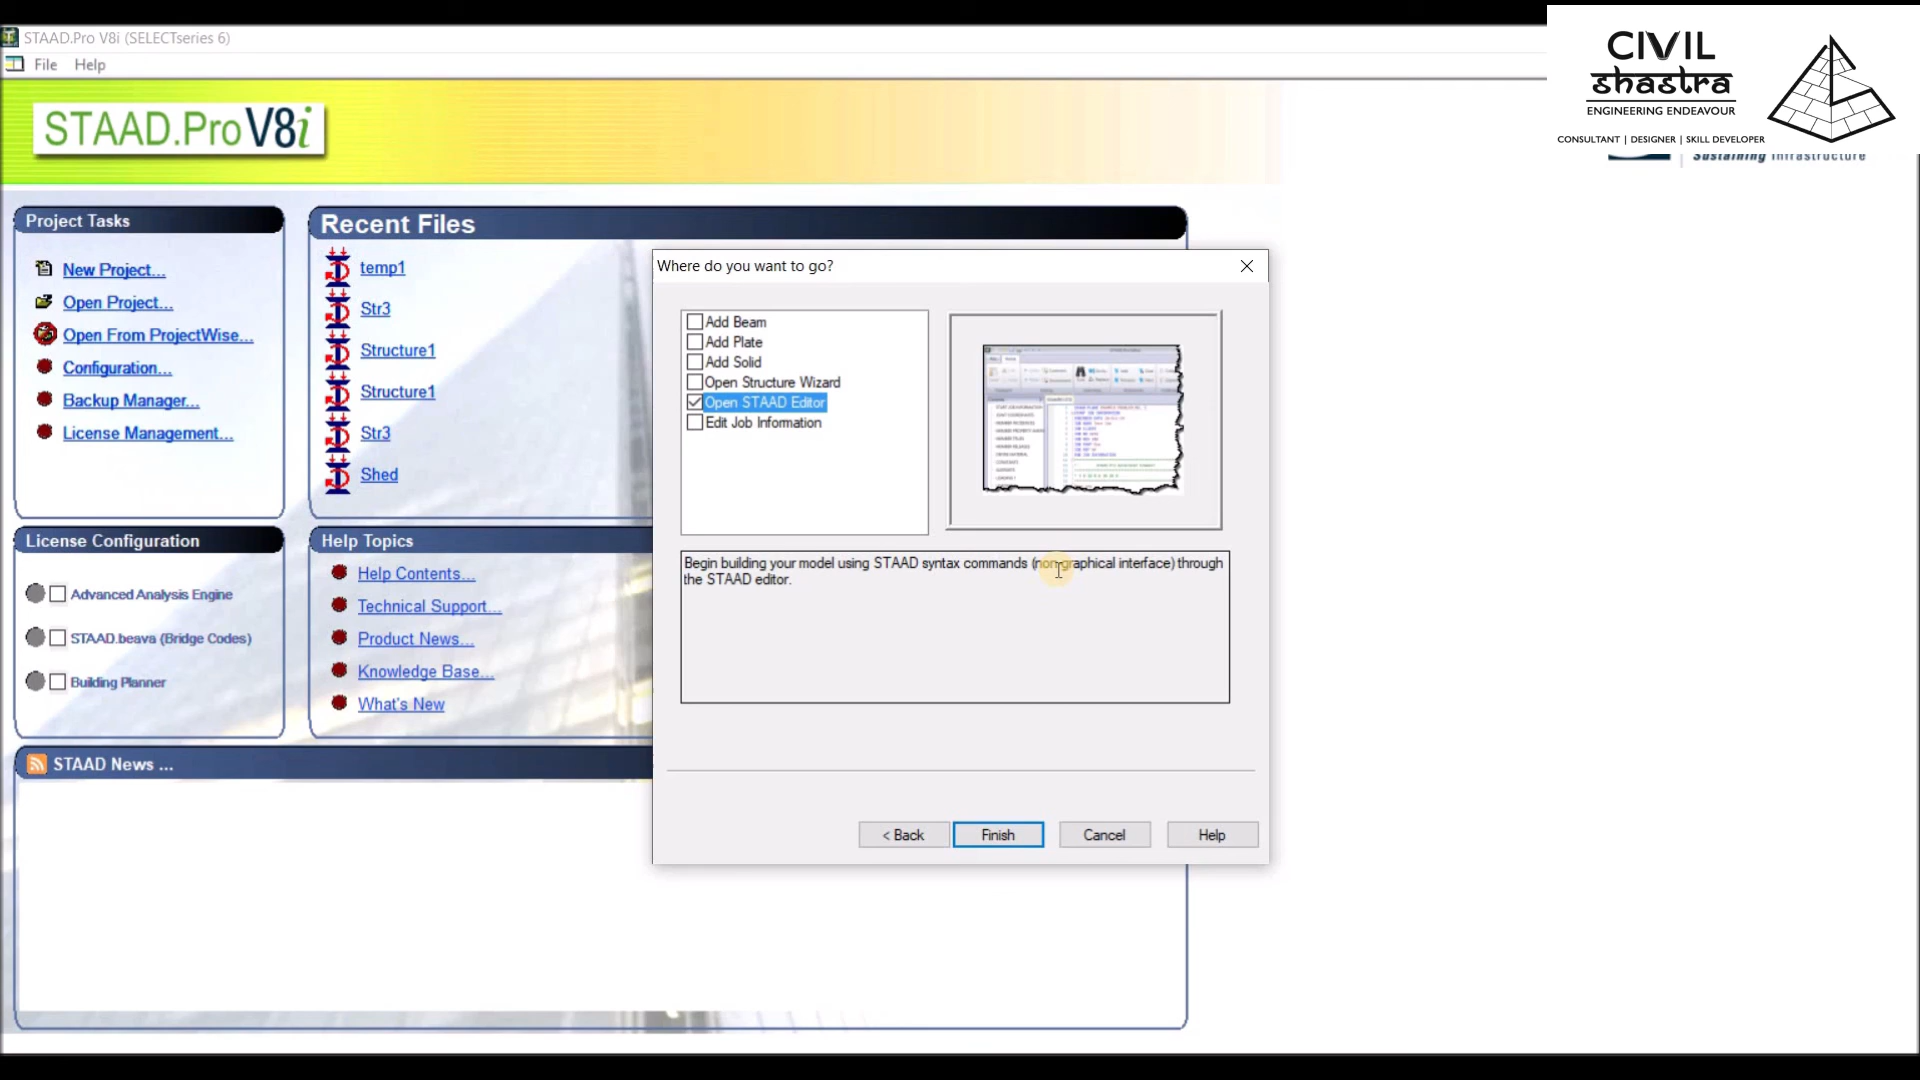 STAAD.Pro V8i (SELECTseries 6)
File Help
STAAD.Pro V8i
CIVIL
shastra
ENGINEERING ENDEAVOUR
CONSULTANT | DESIGNER | SKILL DEVELOPER
Sustaining Infrastructure
Project Tasks
New Project...
Open Project...
Open From ProjectWise...
Configuration...
Backup Manager...
License Management...
Recent Files
temp1
Str3
Structure1
Structure1
Str3
Shed
License Configuration
Advanced Analysis Engine
STAAD.beava (Bridge Codes)
Building Planner
Help Topics
Help Contents...
Technical Support...
Product News...
Knowledge Base...
What's New
STAAD News ...
Where do you want to go?
Add Beam
Add Plate
Add Solid
Open Structure Wizard
Open STAAD Editor
Edit Job Information
Begin building your model using STAAD syntax commands (non-graphical interface) through
the STAAD editor.
< Back
Finish
Cancel
Help